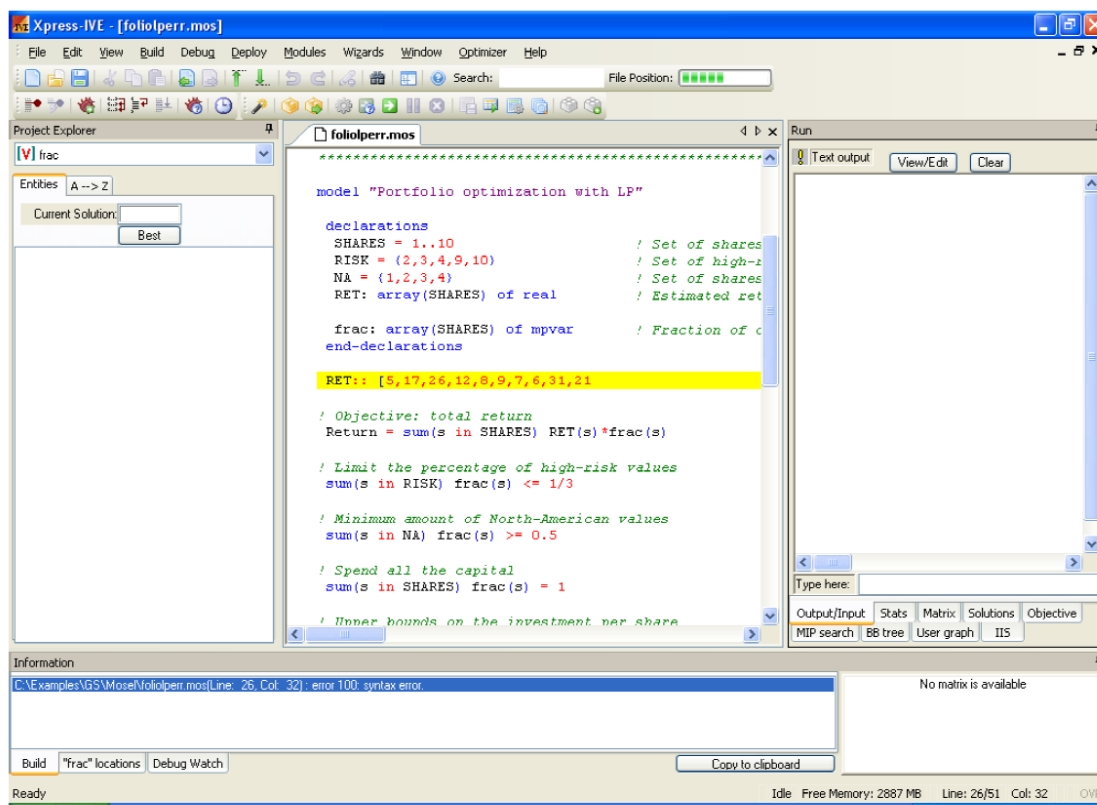 Xpress-IVE - [foliolperr.mos]
File Edit View Build Debug Deploy Modules Wizards Window Optimizer Help
Search: File Position:
Project Explorer
[V] frac
Entities A --> Z
Current Solution:
Best
foliolperr.mos
*******************************************************
model "Portfolio optimization with LP"
declarations
SHARES = 1..10 ! Set of shares
RISK = {2,3,4,9,10} ! Set of high-r
NA = {1,2,3,4} ! Set of shares
RET: array(SHARES) of real ! Estimated ret
frac: array(SHARES) of mpvar ! Fraction of c
end-declarations
RET:: [5,17,26,12,8,9,7,6,31,21
! Objective: total return
Return = sum(s in SHARES) RET(s)*frac(s)
! Limit the percentage of high-risk values
sum(s in RISK) frac(s) <= 1/3
! Minimum amount of North-American values
sum(s in NA) frac(s) >= 0.5
! Spend all the capital
sum(s in SHARES) frac(s) = 1
! Upper bounds on the investment per share
Run
Text output View/Edit Clear
Type here:
Output/Input Stats Matrix Solutions Objective
MIP search BB tree User graph IIS
Information
C:\Examples\GS\Mosel\foliolperr.mos(Line: 26, Col: 32) : error 100: syntax error.
No matrix is available
Build "frac" locations Debug Watch
Copy to clipboard
Ready
Idle Free Memory: 2887 MB Line: 26/51 Col: 32